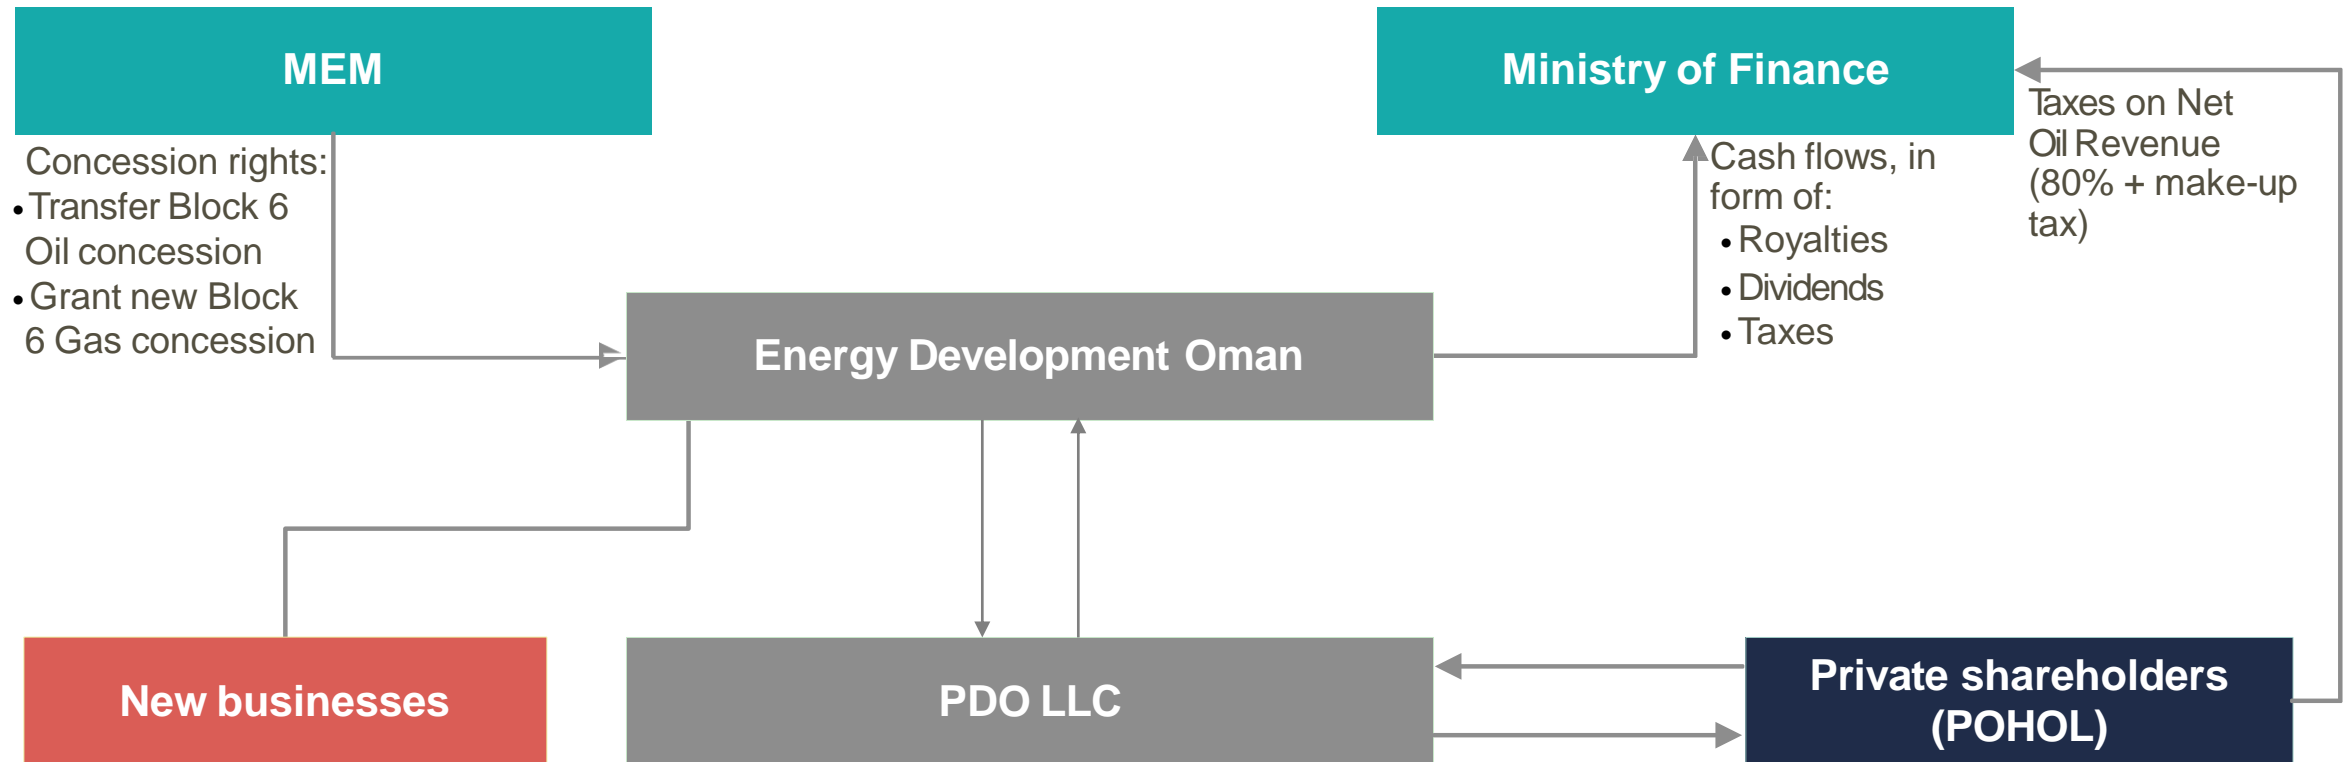 MEM
Concession rights:
• Transfer Block 6
Oil concession
• Grant new Block
6 Gas concession
Ministry of Finance
Cash flows, in
form of:
• Royalties
• Dividends
• Taxes
Taxes on Net
Oil Revenue
(80% + make-up
tax)
Energy Development Oman
New businesses
PDO LLC
Private shareholders
(POHOL)